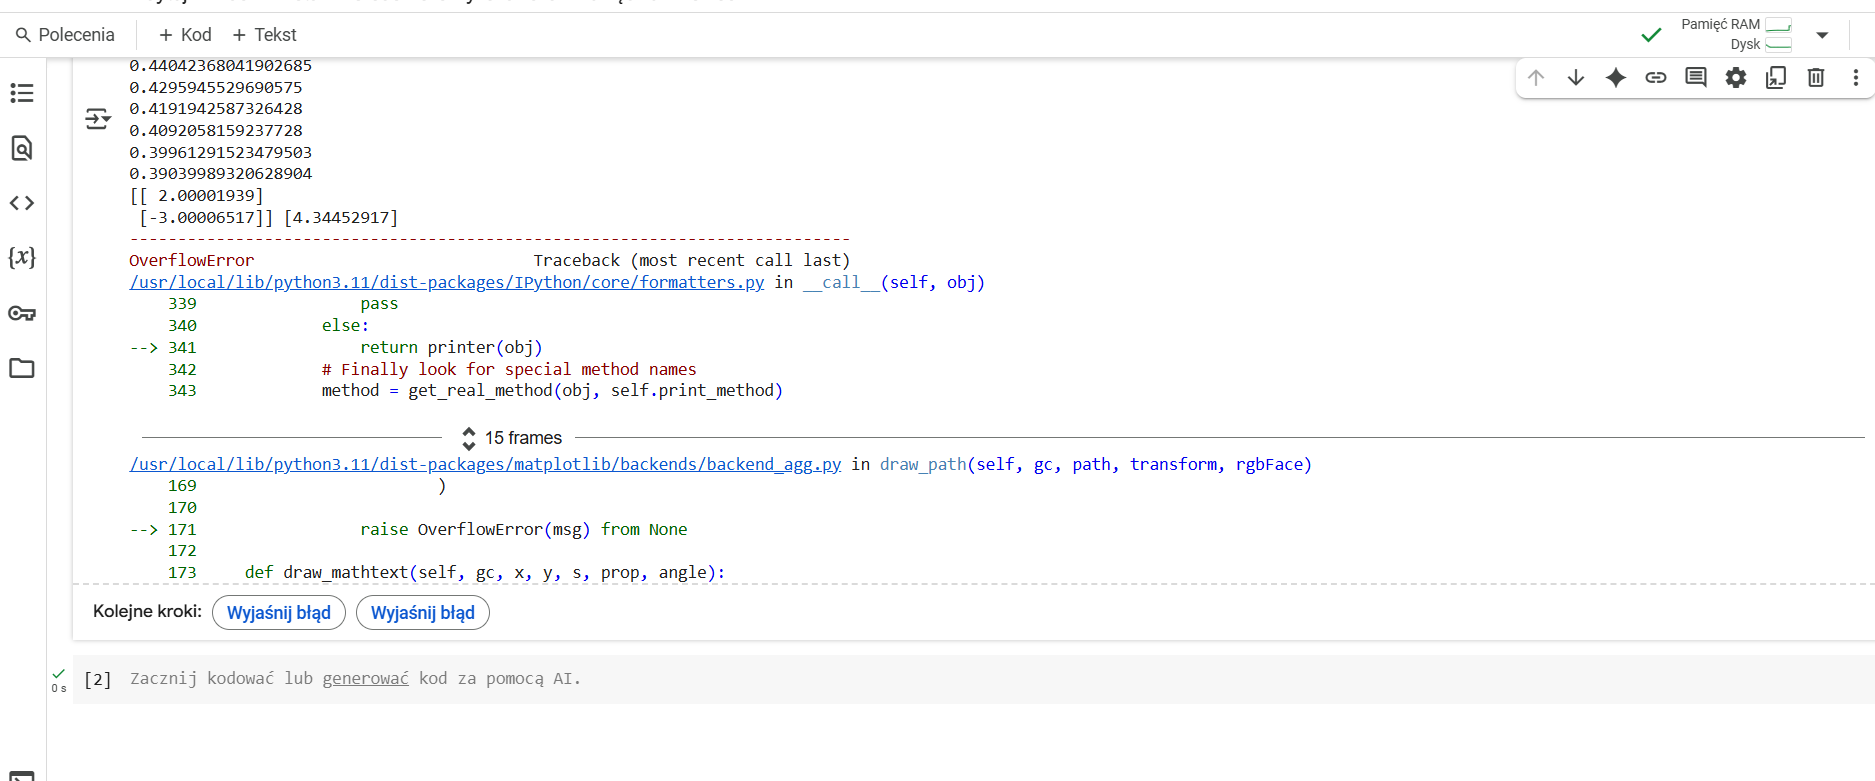 Polecenia + Kod + Tekst
Pamięć RAM
Dysk
0.44042368041902685
0.4295945529690575
0.4191942587326428
0.4092058159237728
0.39961291523479503
0.39039989320628904
[[ 2.00001939]
[-3.00006517]] [4.34452917]
---------------------------------------------------------------------------
OverflowError Traceback (most recent call last)
/usr/local/lib/python3.11/dist-packages/IPython/core/formatters.py in __call__(self, obj)
339 pass
340 else:
--> 341 return printer(obj)
342 # Finally look for special method names
343 method = get_real_method(obj, self.print_method)
15 frames
/usr/local/lib/python3.11/dist-packages/matplotlib/backends/backend_agg.py in draw_path(self, gc, path, transform, rgbFace)
169 )
170
--> 171 raise OverflowError(msg) from None
172
173 def draw_mathtext(self, gc, x, y, s, prop, angle):
Kolejne kroki: Wyjaśnij błąd Wyjaśnij błąd
0 s [2] Zacznij kodować lub generować kod za pomocą AI.